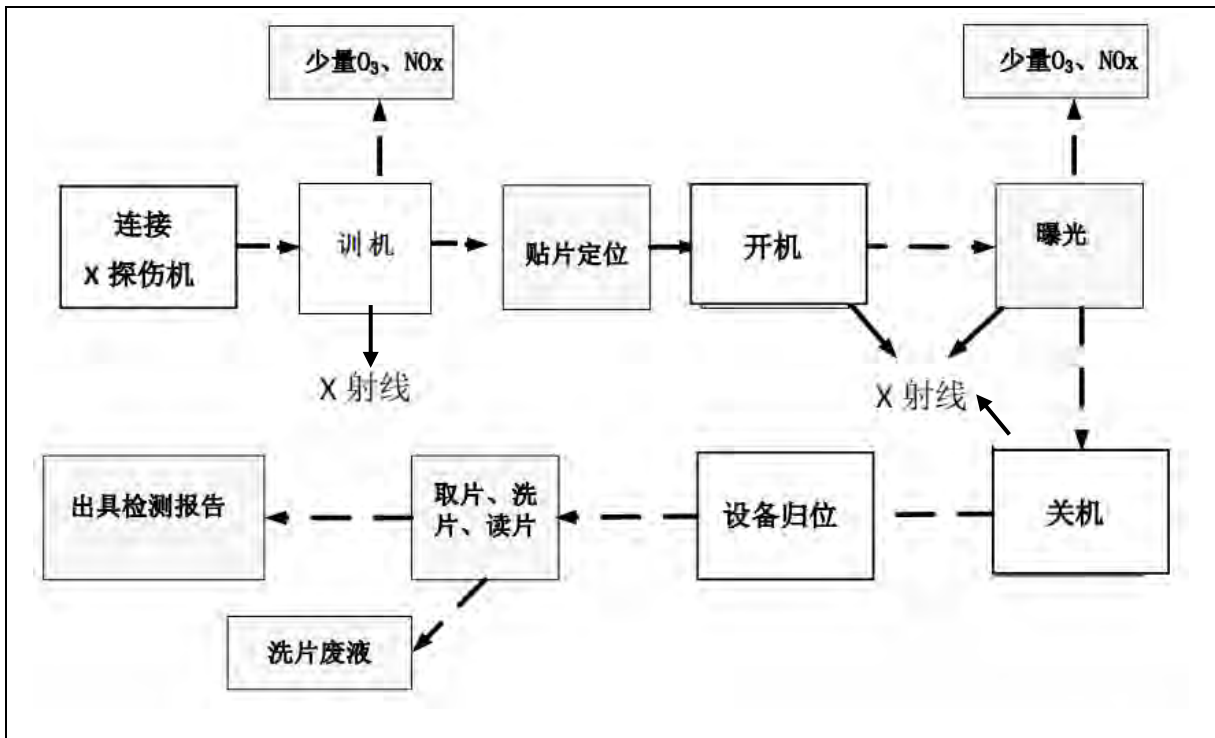 少量O₃、NOx
少量O₃、NOx
连接
X 探伤机
训机
贴片定位
开机
曝光
X 射线
X 射线
出具检测报告
取片、洗
片、读片
设备归位
关机
洗片废液